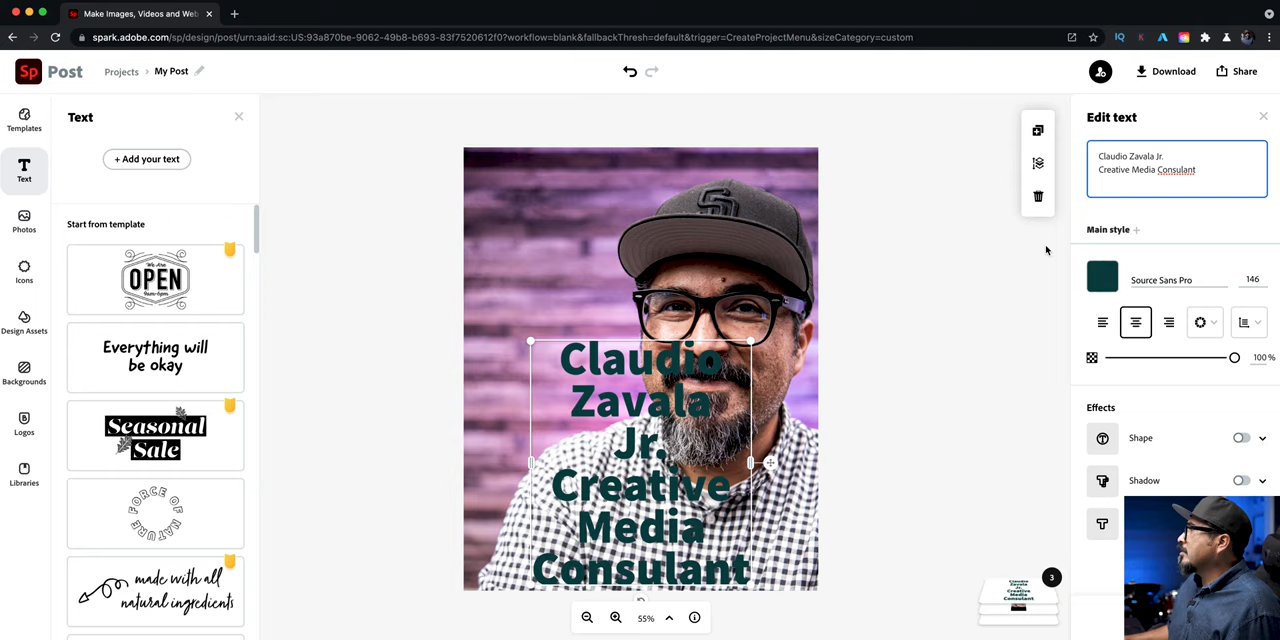 Make Images, Videos and Web
spark.adobe.com/sp/design/post/urn:aaid:sc:US:93a870be-9062-49b8-b693-83f7520612f0?workflow=blank&fallbackThresh=default&trigger=CreateProjectMenu&sizeCategory=custom
Sp Post
Projects
My Post
Download
Share
Templates
Text
Photos
Icons
Design Assets
Backgrounds
Logos
Libraries
Text
+ Add your text
Start from template
We Are
OPEN
Everything will
be okay
Seasonal
Sale
FORCE OF NATURE
made with all
natural ingredients
Claudio
Zavala
Jr.
Creative
Media
Consulant
55%
3
Edit text
Claudio Zavala Jr.
Creative Media Consulant
Main style +
Source Sans Pro
146
100 %
Effects
Shape
Shadow